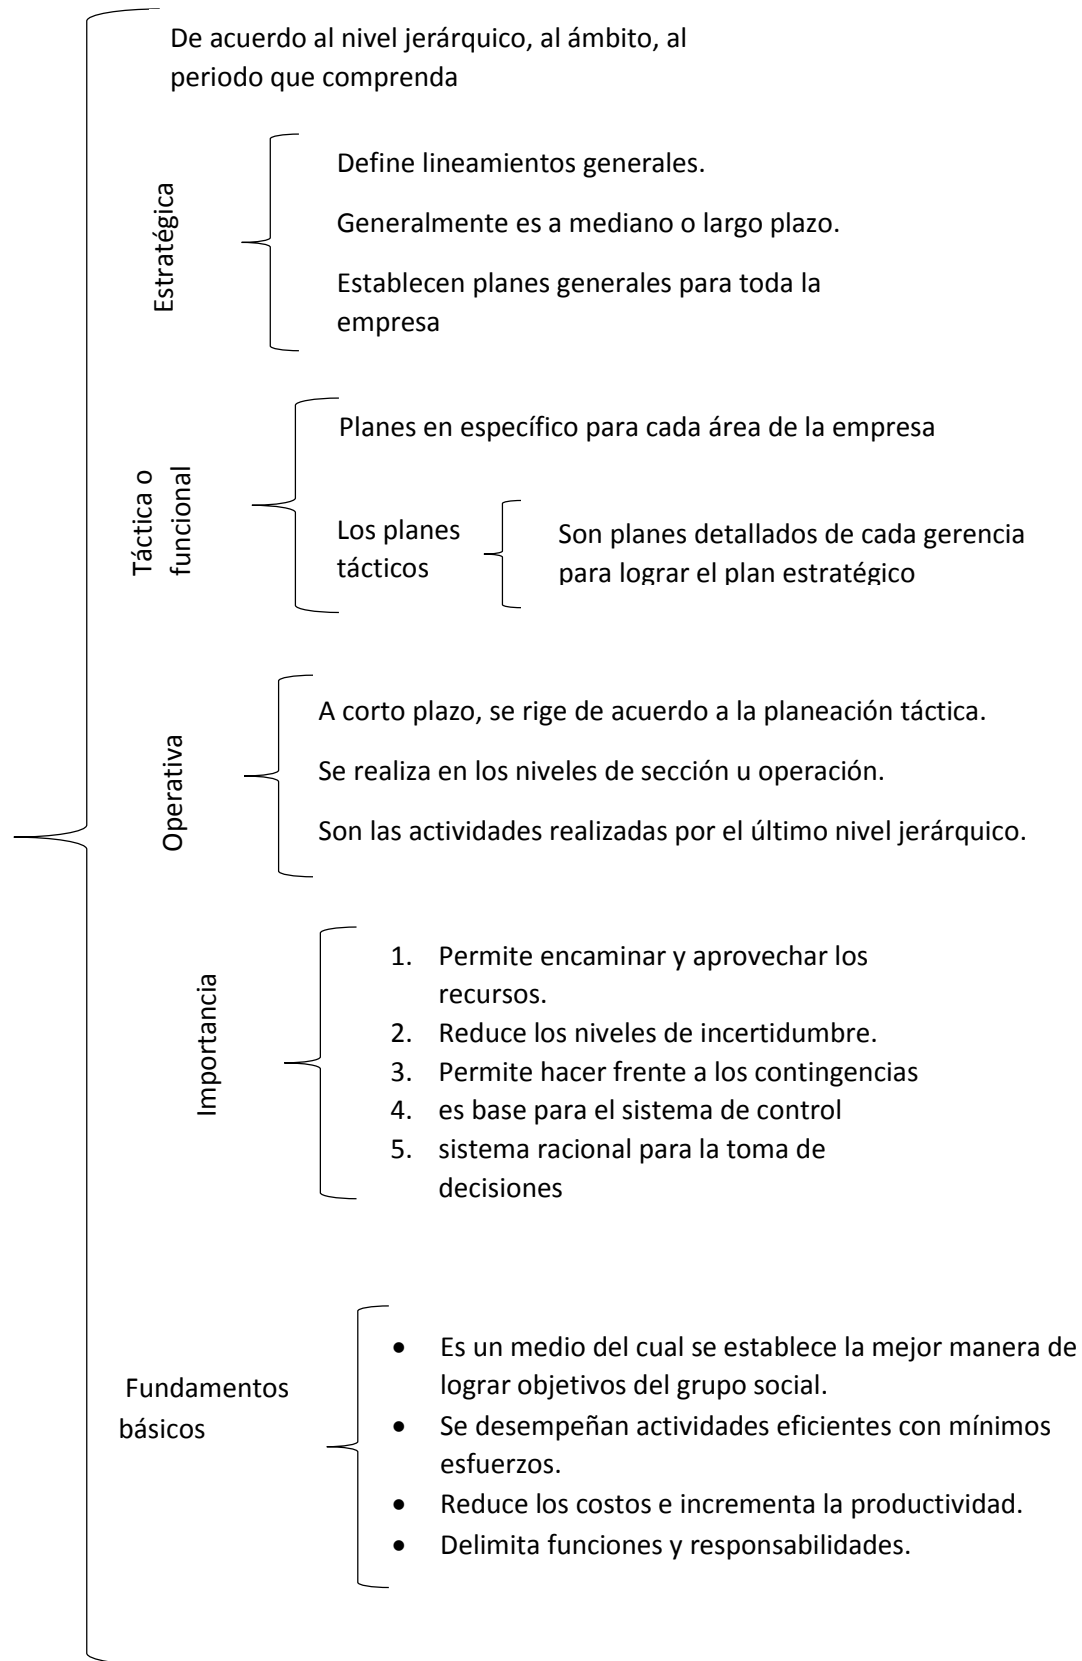 De acuerdo al nivel jerárquico, al ámbito, al
periodo que comprenda
Estratégica
Define lineamientos generales.
Generalmente es a mediano o largo plazo.
Establecen planes generales para toda la
empresa
Táctica o
funcional
Planes en específico para cada área de la empresa
Los planes
tácticos
Son planes detallados de cada gerencia
para lograr el plan estratégico
Operativa
A corto plazo, se rige de acuerdo a la planeación táctica.
Se realiza en los niveles de sección u operación.
Son las actividades realizadas por el último nivel jerárquico.
Importancia
1. Permite encaminar y aprovechar los
recursos.
2. Reduce los niveles de incertidumbre.
3. Permite hacer frente a los contingencias
4. es base para el sistema de control
5. sistema racional para la toma de
decisiones
Fundamentos
básicos
• Es un medio del cual se establece la mejor manera de
lograr objetivos del grupo social.
• Se desempeñan actividades eficientes con mínimos
esfuerzos.
• Reduce los costos e incrementa la productividad.
• Delimita funciones y responsabilidades.